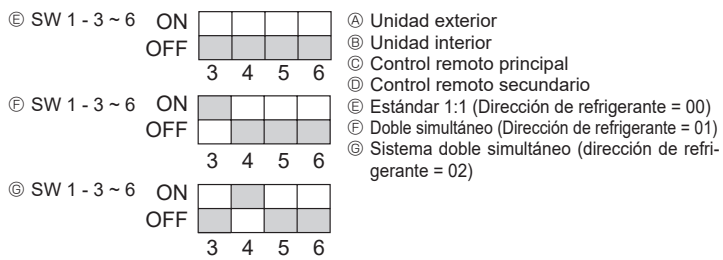 Ⓔ SW 1 - 3 ~ 6 ON
OFF
3 4 5 6
Ⓕ SW 1 - 3 ~ 6 ON
OFF
3 4 5 6
Ⓖ SW 1 - 3 ~ 6 ON
OFF
3 4 5 6
Ⓐ Unidad exterior
Ⓑ Unidad interior
Ⓒ Control remoto principal
Ⓓ Control remoto secundario
Ⓔ Estándar 1:1 (Dirección de refrigerante = 00)
Ⓕ Doble simultáneo (Dirección de refrigerante = 01)
Ⓖ Sistema doble simultáneo (dirección de refri-
gerante = 02)